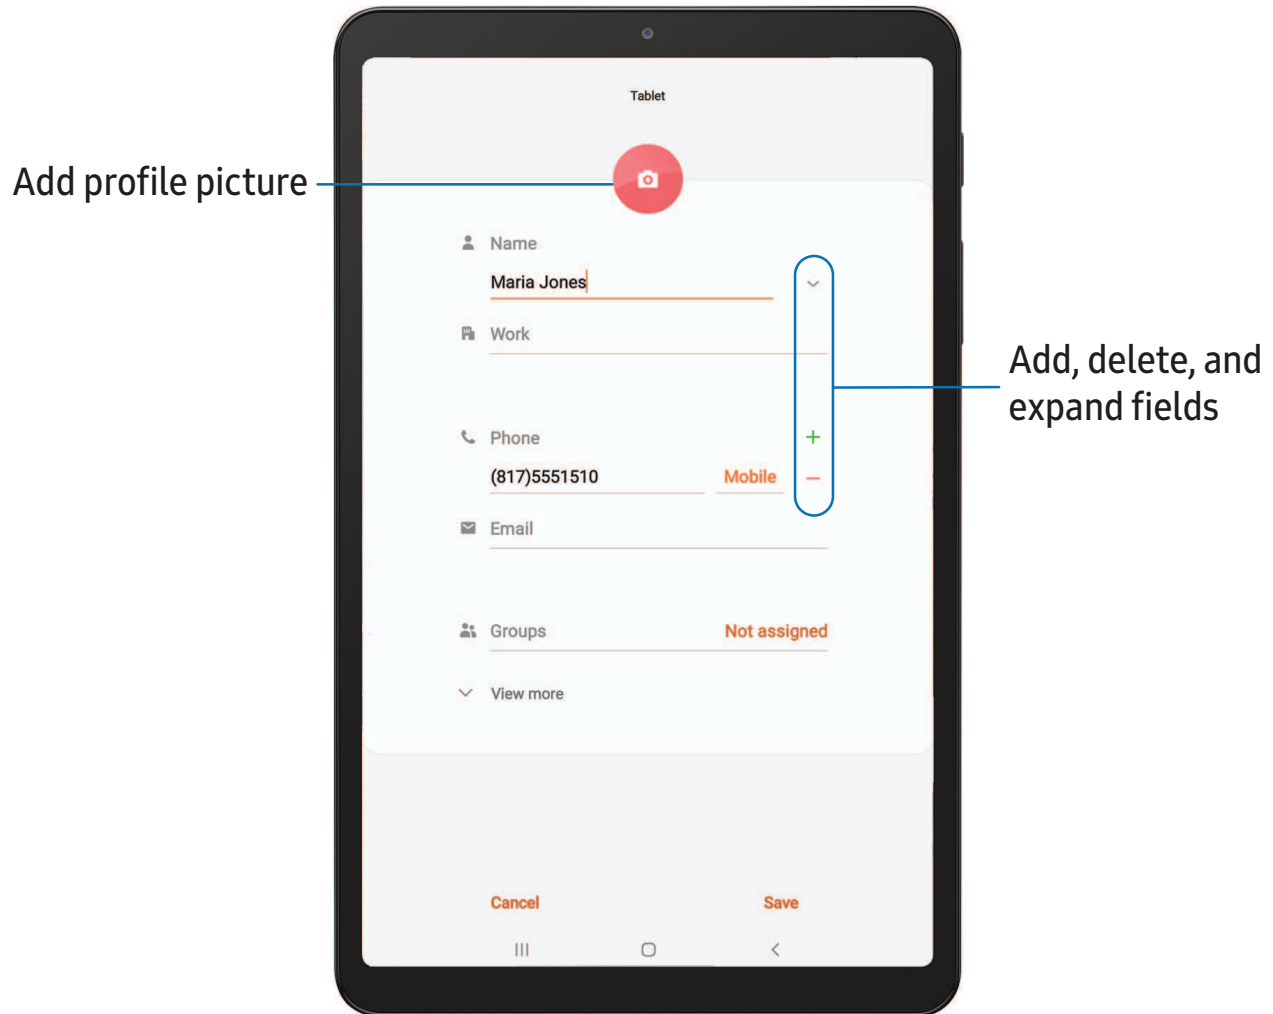 Tablet
Add profile picture
Name
Maria Jones
Work
Add, delete, and
expand fields
Phone
(817)5551510 Mobile
Email
Groups Not assigned
View more
Cancel Save